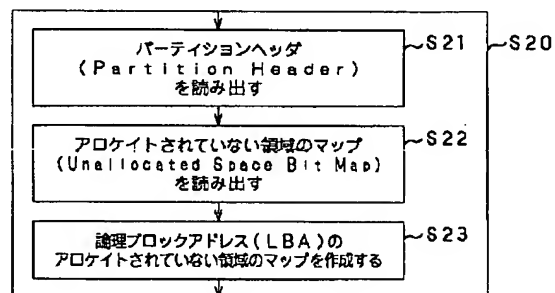 パーティションヘッダ
(Partition Header)
を読み出す
S21
S20
アロケイトされていない領域のマップ
(Unallocated Space Bit Map)
を読み出す
S22
論理ブロックアドレス(LBA)の
アロケイトされていない領域のマップを作成する
S23